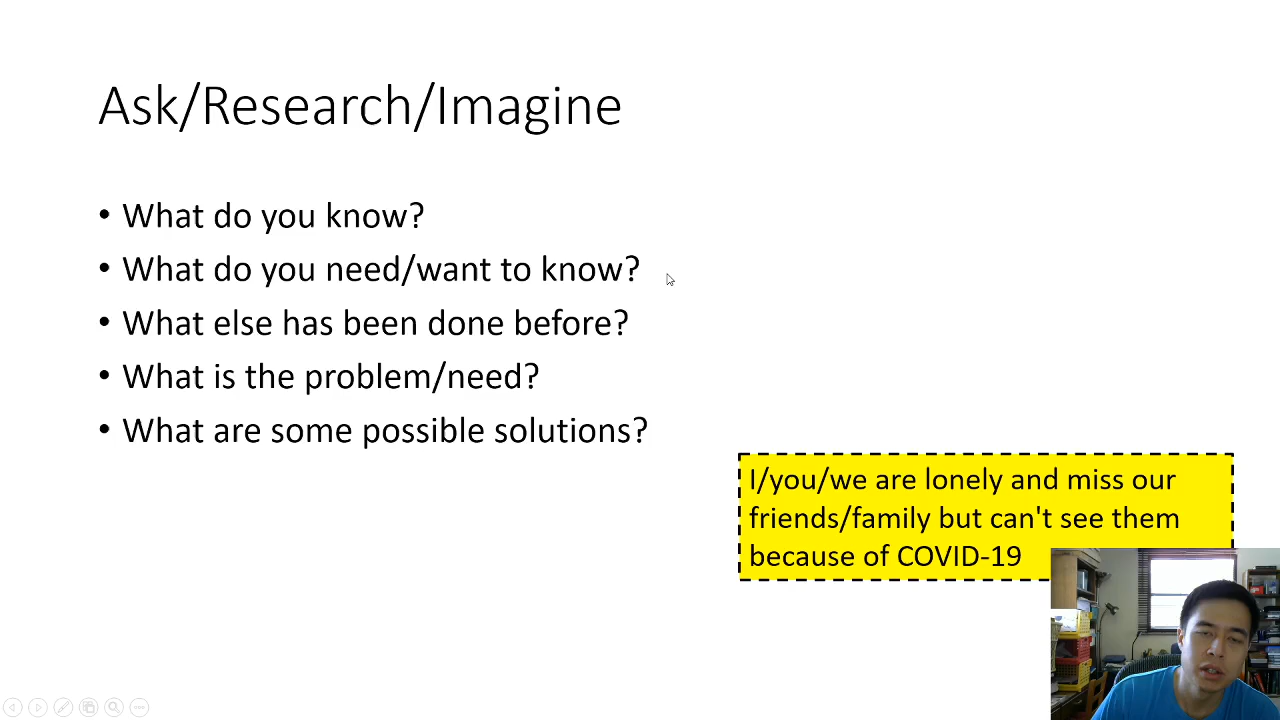 Ask/Research/Imagine
• What do you know?
• What do you need/want to know?
• What else has been done before?
• What is the problem/need?
• What are some possible solutions?
I/you/we are lonely and miss our
friends/family but can't see them
because of COVID-19